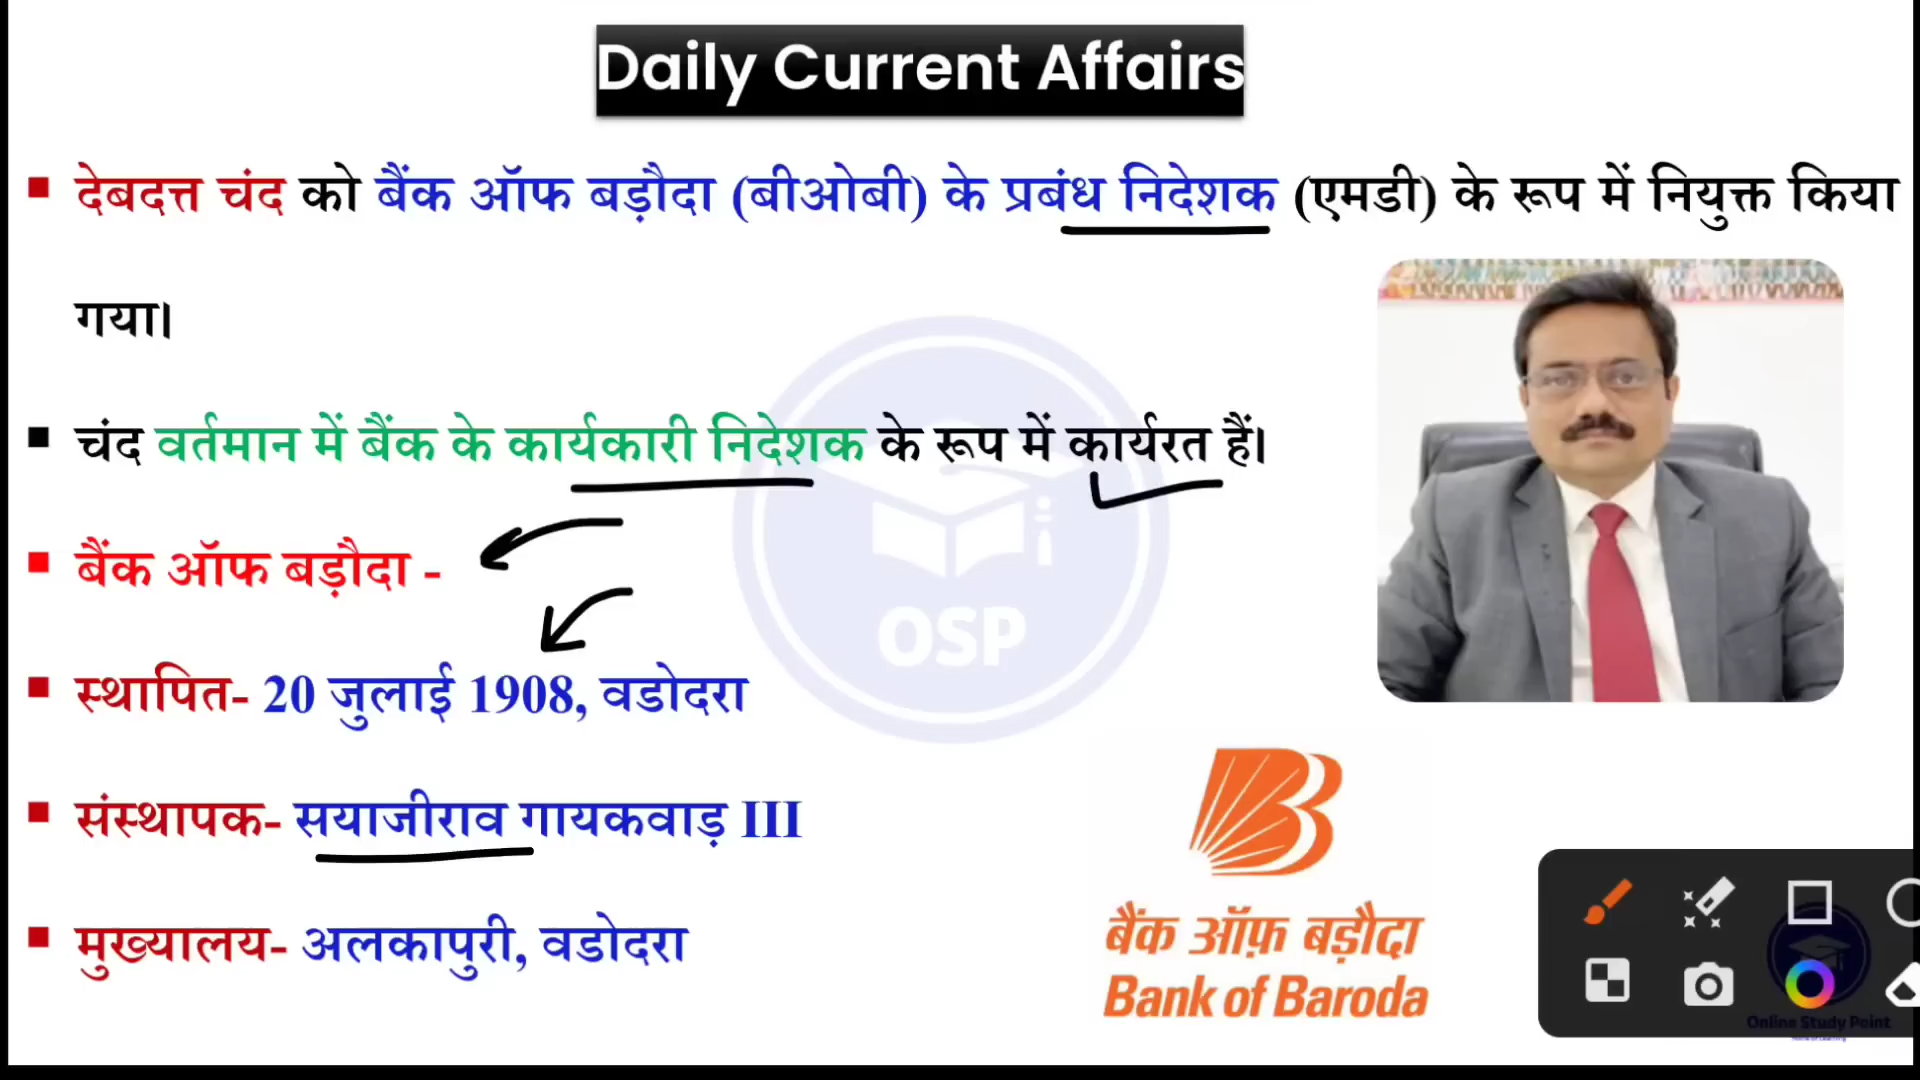 Daily Current Affairs
देबदत्त चंद को बैंक ऑफ बड़ौदा (बीओबी) के प्रबंध निदेशक (एमडी) के रूप में नियुक्त किया
गया।
चंद वर्तमान में बैंक के कार्यकारी निदेशक के रूप में कार्यरत हैं।
बैंक ऑफ बड़ौदा -
स्थापित- 20 जुलाई 1908, वडोदरा
संस्थापक- सयाजीराव गायकवाड़ III
मुख्यालय- अलकापुरी, वडोदरा
OSP
बैंक ऑफ़ बड़ौदा
Bank of Baroda
Online Study Point